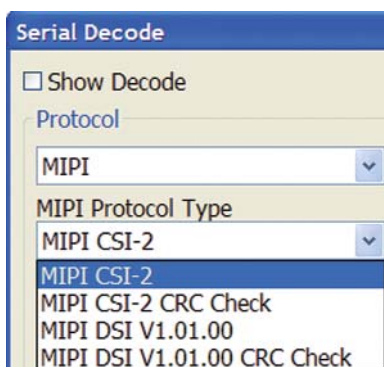 Serial Decode
Show Decode
Protocol
MIPI
MIPI Protocol Type
MIPI CSI-2
MIPI CSI-2
MIPI CSI-2 CRC Check
MIPI DSI V1.01.00
MIPI DSI V1.01.00 CRC Check